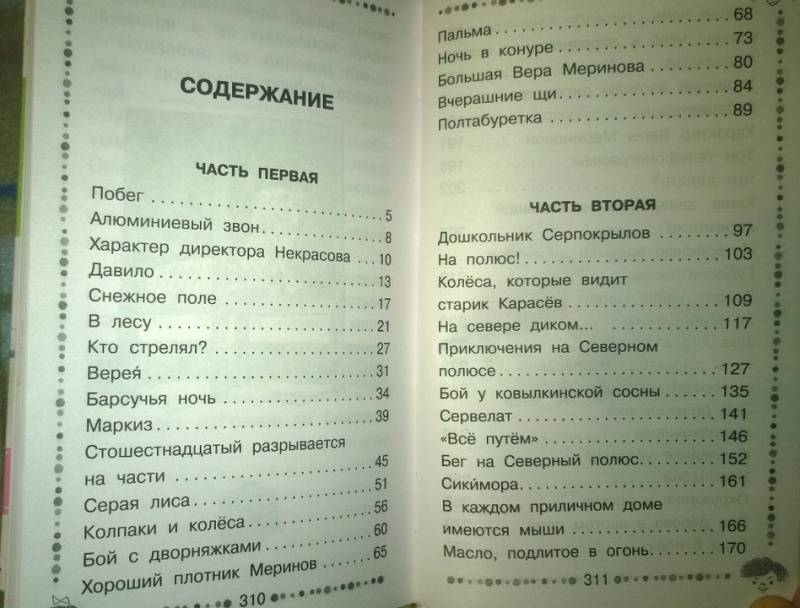 СОДЕРЖАНИЕ
ЧАСТЬ ПЕРВАЯ
Побег . . . . . . . . . . . . . . . . . . . . . . 5
Алюминиевый звон . . . . . . . . . . . . 8
Характер директора Некрасова . . 10
Давило . . . . . . . . . . . . . . . . . . . . 13
Снежное поле . . . . . . . . . . . . . . . 17
В лесу . . . . . . . . . . . . . . . . . . . . 21
Кто стрелял? . . . . . . . . . . . . . . . 27
Верея́ . . . . . . . . . . . . . . . . . . . . 31
Барсучья ночь . . . . . . . . . . . . . . 34
Маркиз . . . . . . . . . . . . . . . . . . . 39
Стошестнадцатый разрывается
на части . . . . . . . . . . . . . . . . . . 45
Серая лиса . . . . . . . . . . . . . . . . 51
Колпаки и колёса . . . . . . . . . . . . 56
Бой с дворняжками . . . . . . . . . . . 60
Хороший плотник Меринов . . . . . 65
310
Пальма . . . . . . . . . . . . . . . . . . . 68
Ночь в конуре . . . . . . . . . . . . . . 73
Большая Вера Меринова . . . . . . . 80
Вчерашние щи . . . . . . . . . . . . . . 84
Полтабуретка . . . . . . . . . . . . . . . 89
ЧАСТЬ ВТОРАЯ
Дошкольник Серпокрылов . . . . . . 97
На полюс! . . . . . . . . . . . . . . . . . 103
Колёса, которые видит
старик Карасёв . . . . . . . . . . . . . 109
На севере диком... . . . . . . . . . . . 117
Приключения на Северном
полюсе . . . . . . . . . . . . . . . . . . . 127
Бой у ковылкинской сосны . . . . . 135
Сервелат . . . . . . . . . . . . . . . . . 141
«Всё путём» . . . . . . . . . . . . . . . 146
Бег на Северный полюс . . . . . . . . 152
Сики́мора . . . . . . . . . . . . . . . . . 161
В каждом приличном доме
имеются мыши . . . . . . . . . . . . . 166
Масло, подлитое в огонь . . . . . . . 170
311